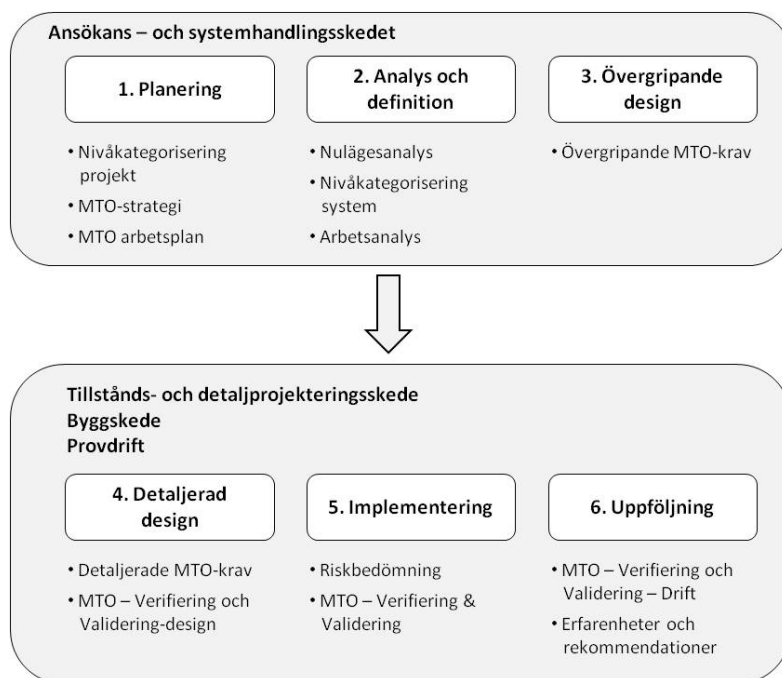 Ansökans – och systemhandlingsskedet
1. Planering
2. Analys och
definition
3. Övergripande
design
• Nivåkategorisering
projekt
• MTO-strategi
• MTO arbetsplan
• Nulägesanalys
• Nivåkategorisering
system
• Arbetsanalys
• Övergripande MTO-krav
Tillstånds- och detaljprojekteringsskede
Byggskede
Provdrift
4. Detaljerad
design
5. Implementering
6. Uppföljning
• Detaljerade MTO-krav
• MTO – Verifiering och
Validering-design
• Riskbedömning
• MTO – Verifiering &
Validering
• MTO – Verifiering och
Validering – Drift
• Erfarenheter och
rekommendationer